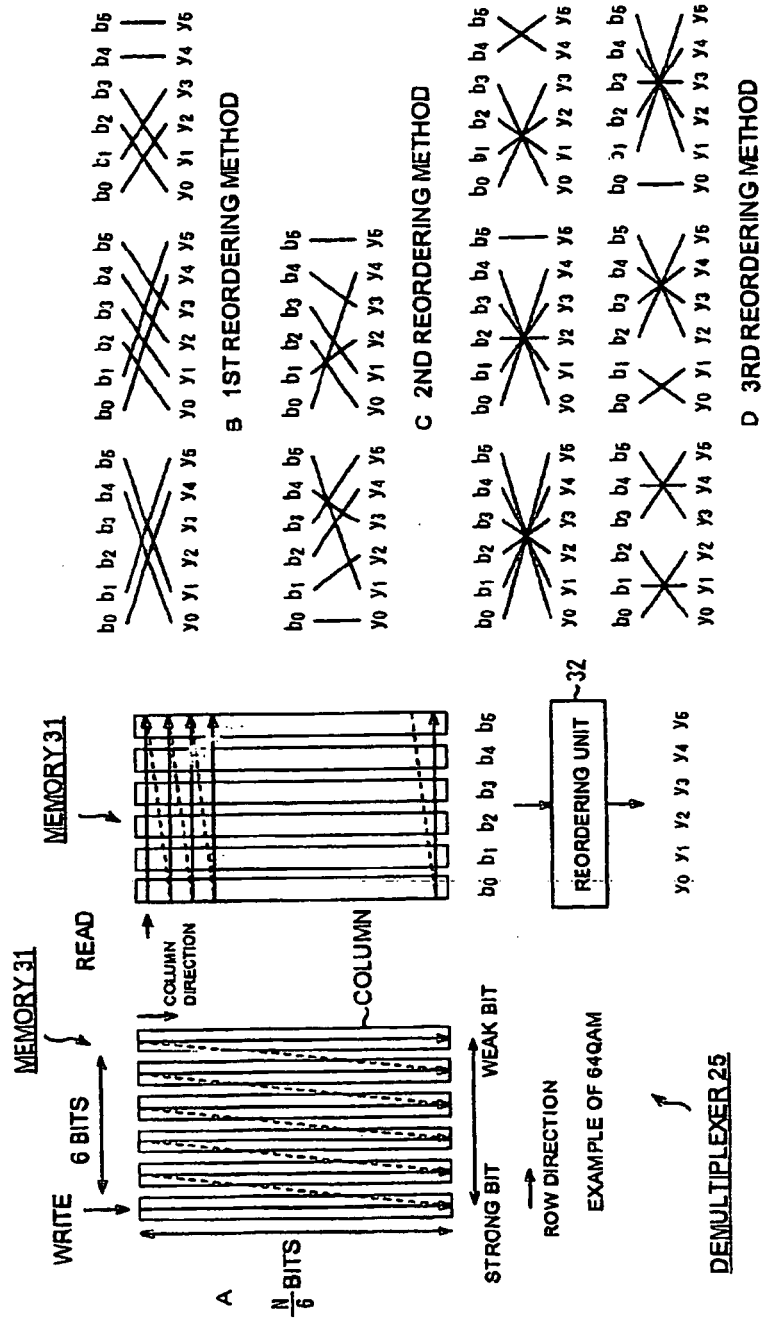 MEMORY 31
WRITE
6 BITS
A
N/6 BITS
COLUMN
STRONG BIT WEAK BIT
ROW DIRECTION
EXAMPLE OF 64QAM
DEMULTIPLEXER 25
MEMORY 31
READ
COLUMN
DIRECTION
b0 b1 b2 b3 b4 b5
REORDERING UNIT
32
y0 y1 y2 y3 y4 y5
b0 b1 b2 b3 b4 b5 b0 b1 b2 b3 b4 b5 b0 b1 b2 b3 b4 b5
y0 y1 y2 y3 y4 y5 y0 y1 y2 y3 y4 y5 y0 y1 y2 y3 y4 y5
B 1ST REORDERING METHOD
b0 b1 b2 b3 b4 b5 b0 b1 b2 b3 b4 b5
y0 y1 y2 y3 y4 y5 y0 y1 y2 y3 y4 y5
C 2ND REORDERING METHOD
b0 b1 b2 b3 b4 b5 b0 b1 b2 b3 b4 b5 b0 b1 b2 b3 b4 b5
y0 y1 y2 y3 y4 y5 y0 y1 y2 y3 y4 y5 y0 y1 y2 y3 y4 y5
b0 b1 b2 b3 b4 b5 b0 b1 b2 b3 b4 b5 b0 b1 b2 b3 b4 b5
y0 y1 y2 y3 y4 y5 y0 y1 y2 y3 y4 y5 y0 y1 y2 y3 y4 y5
D 3RD REORDERING METHOD